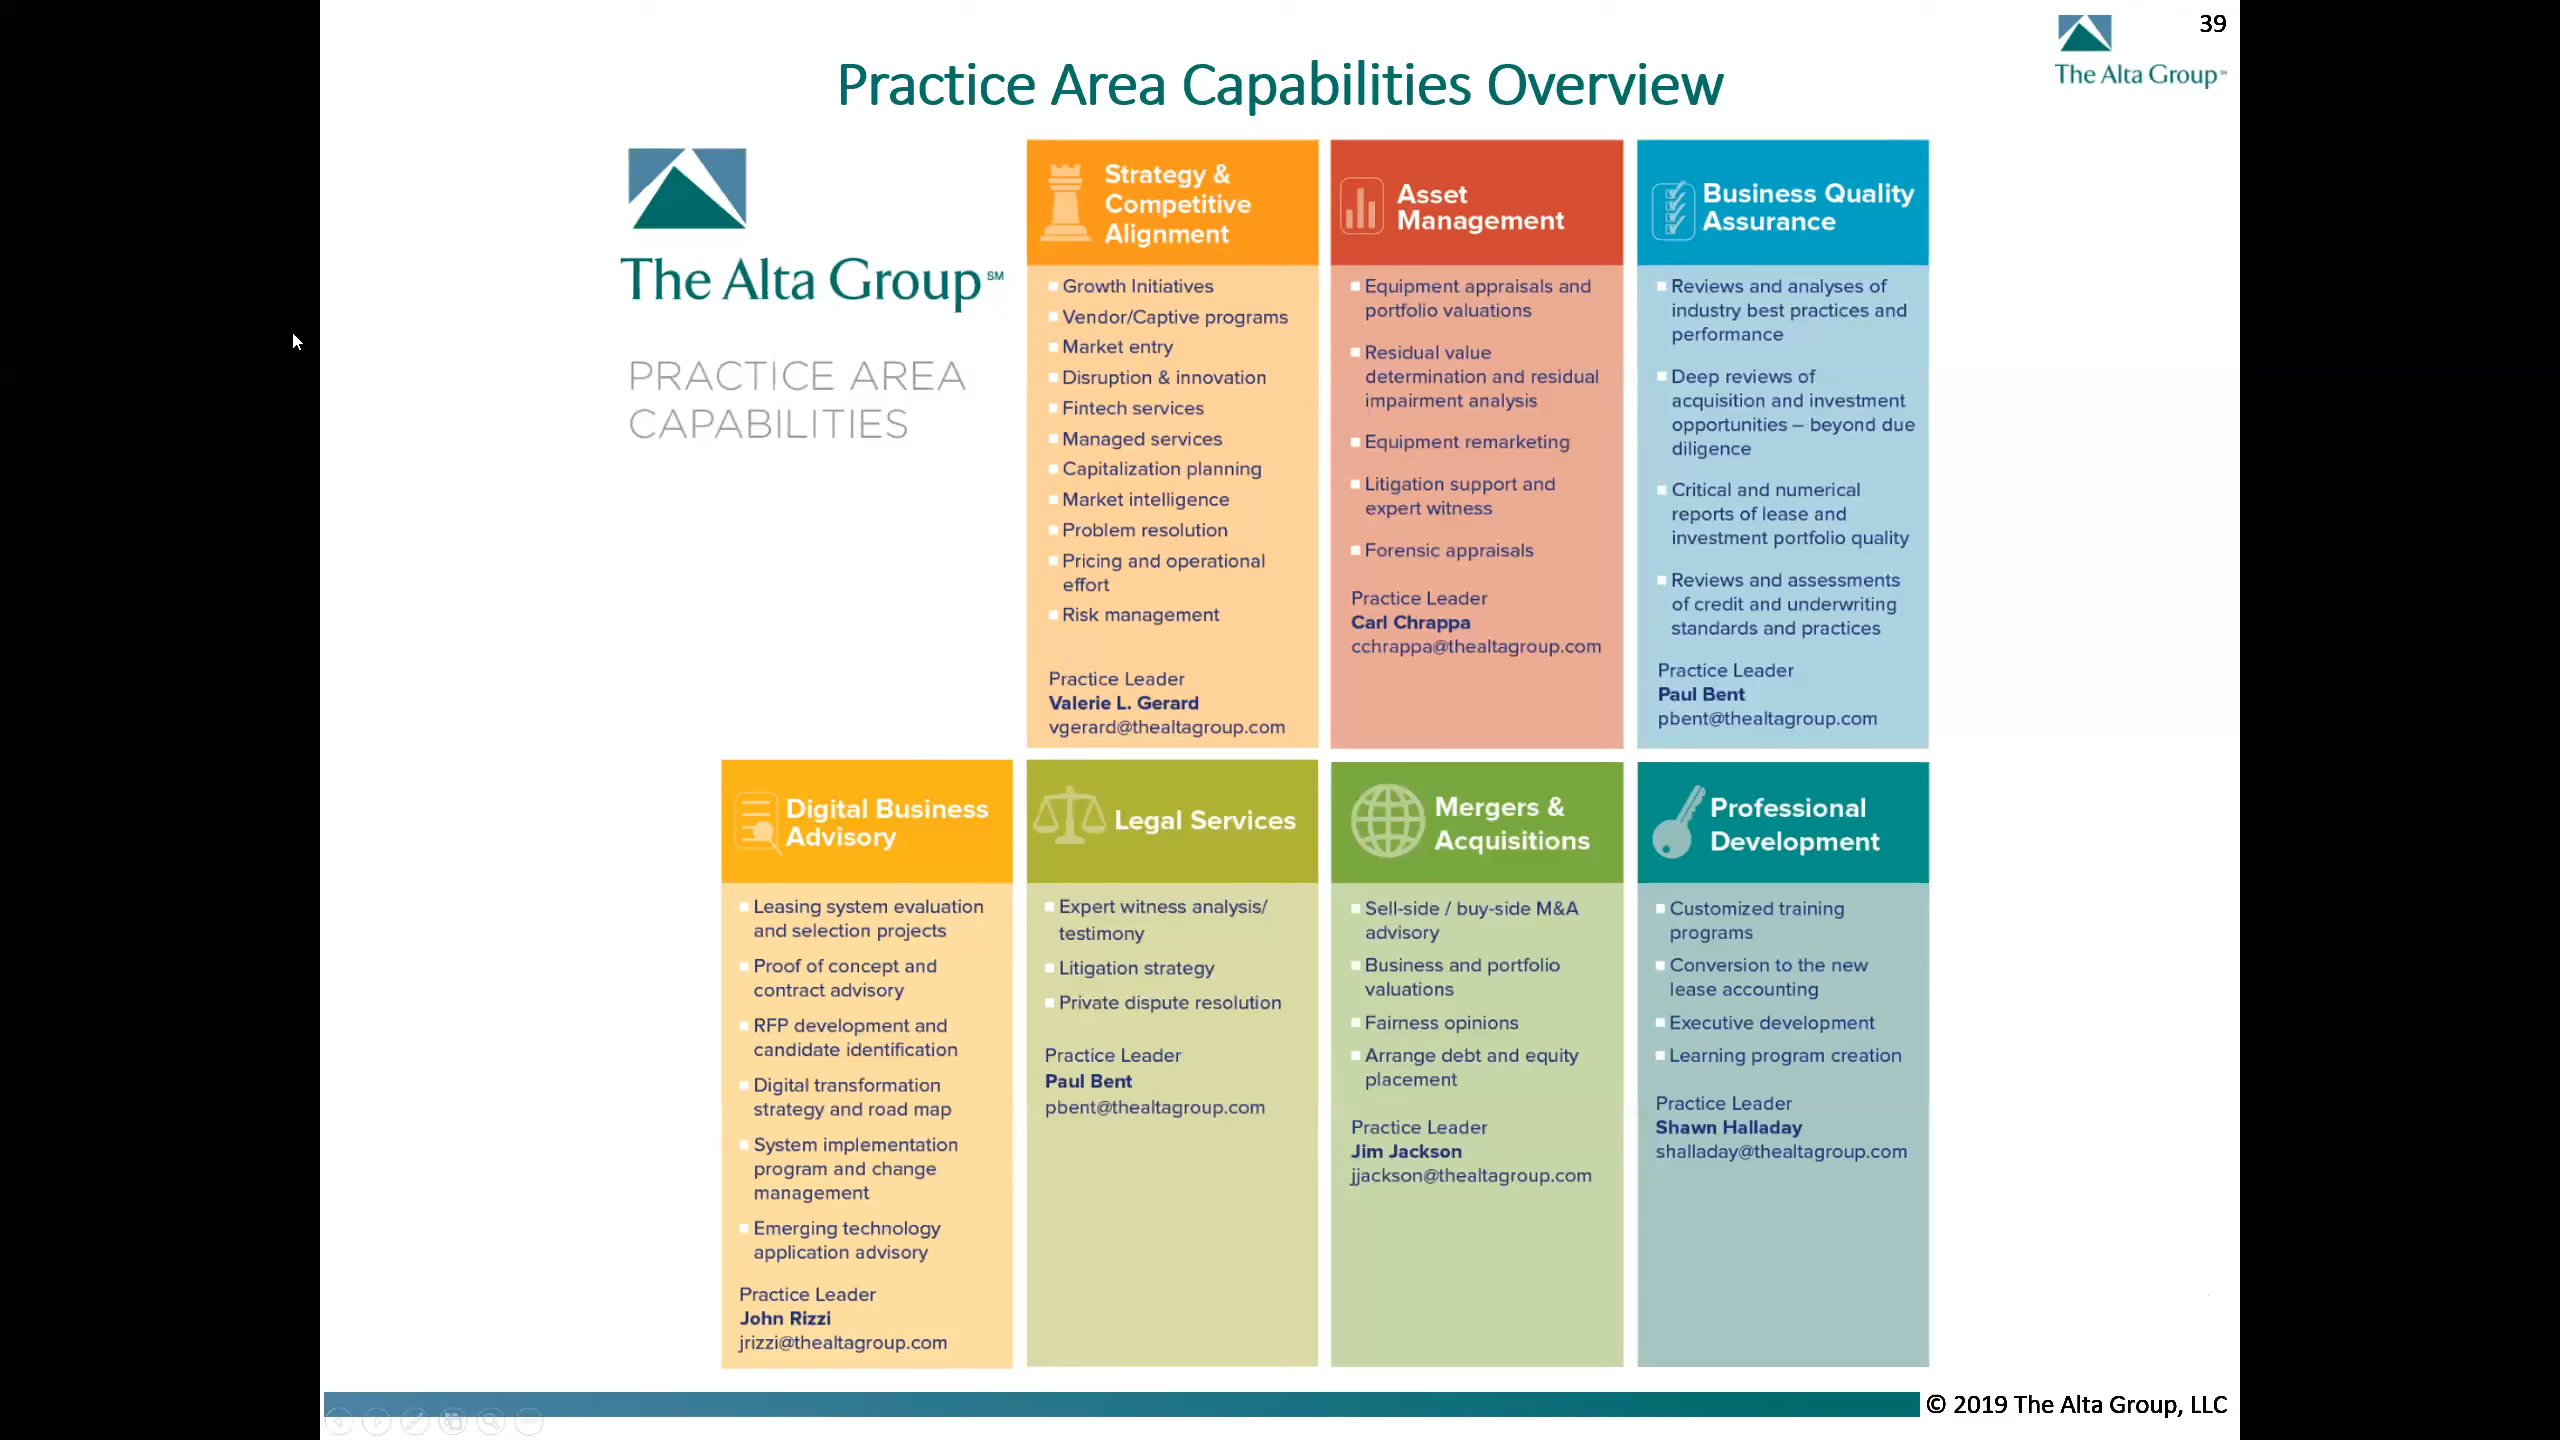 39
The Alta Group™
Practice Area Capabilities Overview
The Alta Group℠
PRACTICE AREA
CAPABILITIES
Strategy &
Competitive
Alignment
Growth Initiatives
Vendor/Captive programs
Market entry
Disruption & innovation
Fintech services
Managed services
Capitalization planning
Market intelligence
Problem resolution
Pricing and operational
effort
Risk management
Practice Leader
Valerie L. Gerard
vgerard@thealtagroup.com
Asset
Management
Equipment appraisals and
portfolio valuations
Residual value
determination and residual
impairment analysis
Equipment remarketing
Litigation support and
expert witness
Forensic appraisals
Practice Leader
Carl Chrappa
cchrappa@thealtagroup.com
Business Quality
Assurance
Reviews and analyses of
industry best practices and
performance
Deep reviews of
acquisition and investment
opportunities – beyond due
diligence
Critical and numerical
reports of lease and
investment portfolio quality
Reviews and assessments
of credit and underwriting
standards and practices
Practice Leader
Paul Bent
pbent@thealtagroup.com
Digital Business
Advisory
Leasing system evaluation
and selection projects
Proof of concept and
contract advisory
RFP development and
candidate identification
Digital transformation
strategy and road map
System implementation
program and change
management
Emerging technology
application advisory
Practice Leader
John Rizzi
jrizzi@thealtagroup.com
Legal Services
Expert witness analysis/
testimony
Litigation strategy
Private dispute resolution
Practice Leader
Paul Bent
pbent@thealtagroup.com
Mergers &
Acquisitions
Sell-side / buy-side M&A
advisory
Business and portfolio
valuations
Fairness opinions
Arrange debt and equity
placement
Practice Leader
Jim Jackson
jjackson@thealtagroup.com
Professional
Development
Customized training
programs
Conversion to the new
lease accounting
Executive development
Learning program creation
Practice Leader
Shawn Halladay
shalladay@thealtagroup.com
© 2019 The Alta Group, LLC